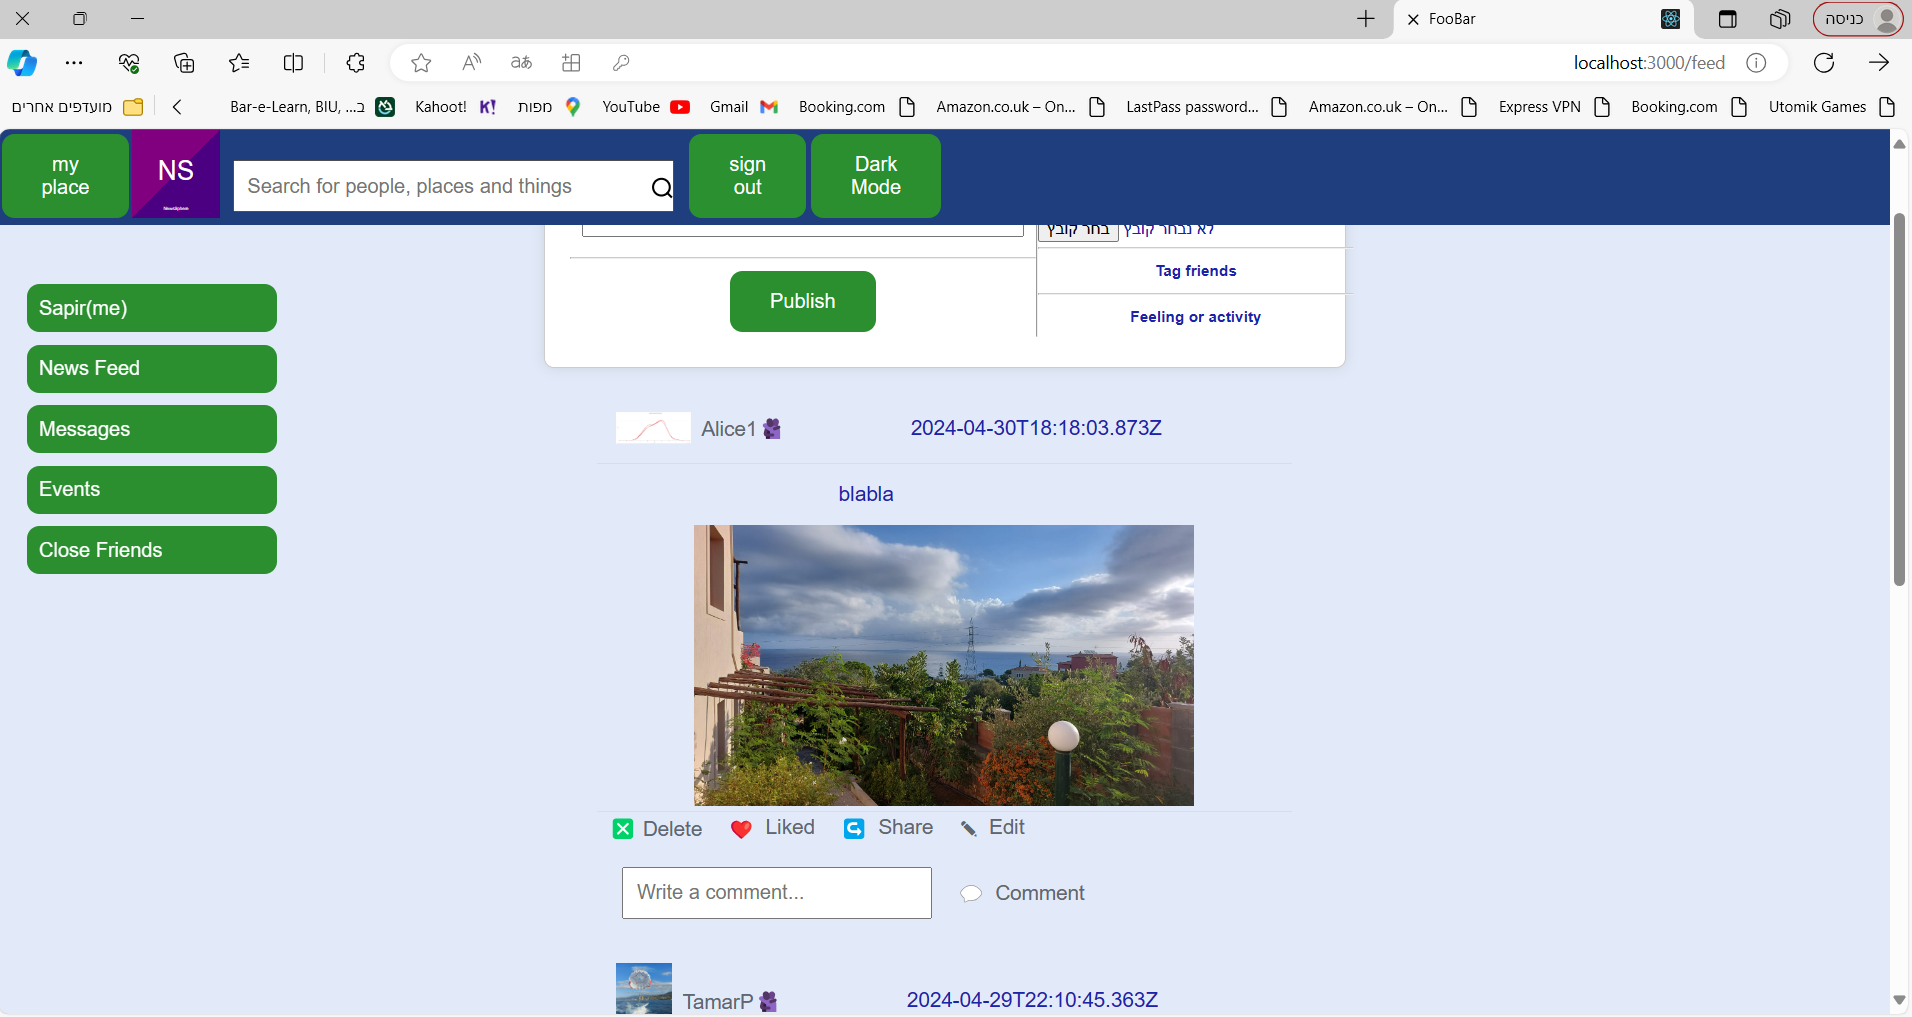 FooBar
כניסה
localhost:3000/feed
מועדפים אחרים
Bar-e-Learn, BIU, ...ב
Kahoot!
מפות
YouTube
Gmail
Booking.com
Amazon.co.uk – On...
LastPass password...
Amazon.co.uk – On...
Express VPN
Booking.com
Utomik Games
my
place
NS
Search for people, places and things
sign
out
Dark
Mode
בחר קובץ
לא נבחר קובץ
Tag friends
Publish
Feeling or activity
Sapir(me)
News Feed
Messages
Events
Close Friends
Alice1
2024-04-30T18:18:03.873Z
blabla
Delete
Liked
Share
Edit
Write a comment...
Comment
TamarP
2024-04-29T22:10:45.363Z